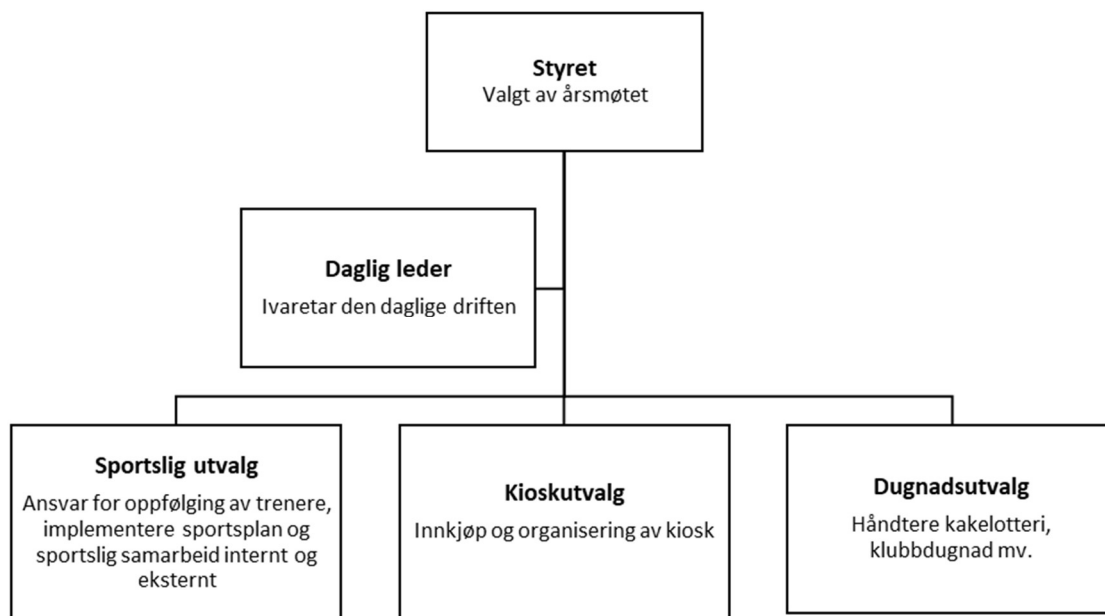 Styret
Valgt av årsmøtet
Daglig leder
Ivaretar den daglige driften
Sportslig utvalg
Ansvar for oppfølging av trenere,
implementere sportsplan og
sportslig samarbeid internt og
eksternt
Kioskutvalg
Innkjøp og organisering av kiosk
Dugnadsutvalg
Håndtere kakelotteri,
klubbdugnad mv.